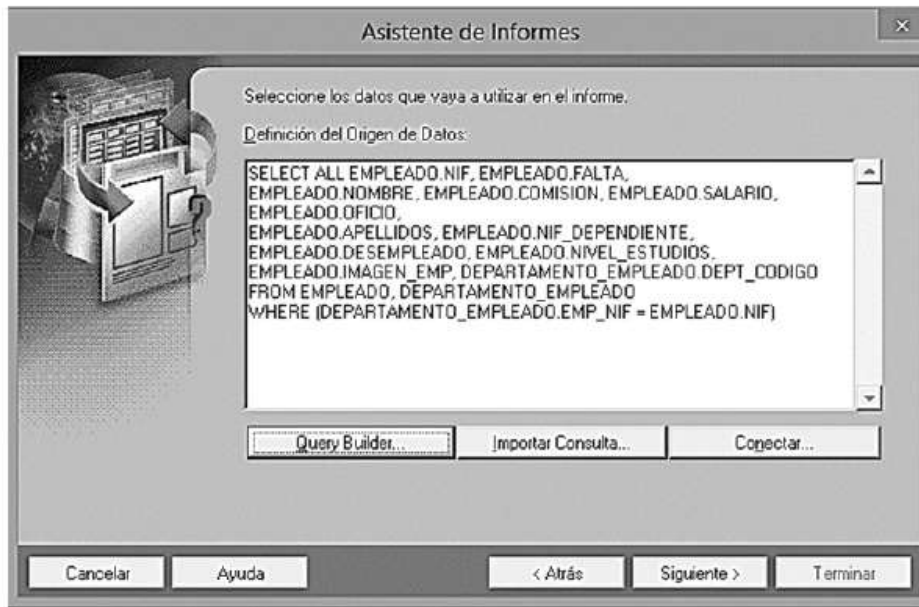 Asistente de Informes
Seleccione los datos que vaya a utilizar en el informe.
Definición del Origen de Datos:
SELECT ALL EMPLEADO.NIF, EMPLEADO.FALTA,
EMPLEADO.NOMBRE, EMPLEADO.COMISION, EMPLEADO.SALARIO,
EMPLEADO.OFICIO,
EMPLEADO.APELLIDOS, EMPLEADO.NIF_DEPENDIENTE,
EMPLEADO.DESEMPLEADO, EMPLEADO.NIVEL_ESTUDIOS,
EMPLEADO.IMAGEN_EMP, DEPARTAMENTO_EMPLEADO.DEPT_CODIGO
FROM EMPLEADO, DEPARTAMENTO_EMPLEADO
WHERE (DEPARTAMENTO_EMPLEADO.EMP_NIF = EMPLEADO.NIF)
Query Builder... Importar Consulta... Conectar...
Cancelar Ayuda < Atrás Siguiente > Terminar